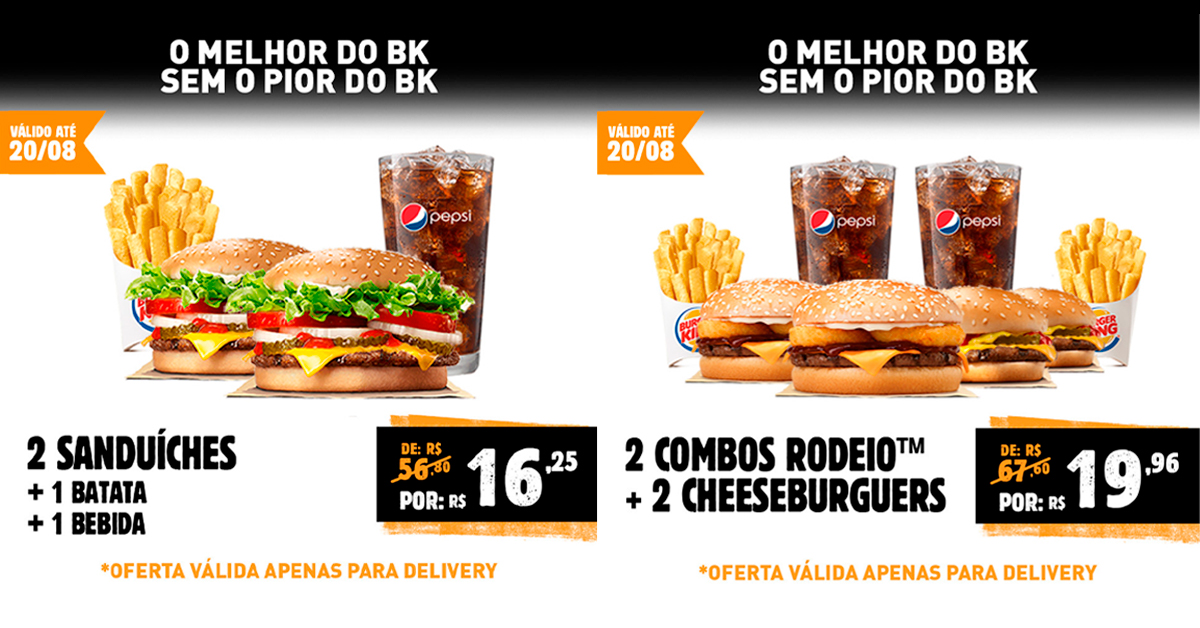 O MELHOR DO BK
SEM O PIOR DO BK
VÁLIDO ATÉ
20/08
pepsi
2 SANDUÍCHES
+ 1 BATATA
+ 1 BEBIDA
DE: R$
56,80
POR: R$ 16,25
*OFERTA VÁLIDA APENAS PARA DELIVERY
O MELHOR DO BK
SEM O PIOR DO BK
VÁLIDO ATÉ
20/08
pepsi
pepsi
BURGER
KING
2 COMBOS RODEIO™
+ 2 CHEESEBURGUERS
DE: R$
67,60
POR: R$ 19,96
*OFERTA VÁLIDA APENAS PARA DELIVERY